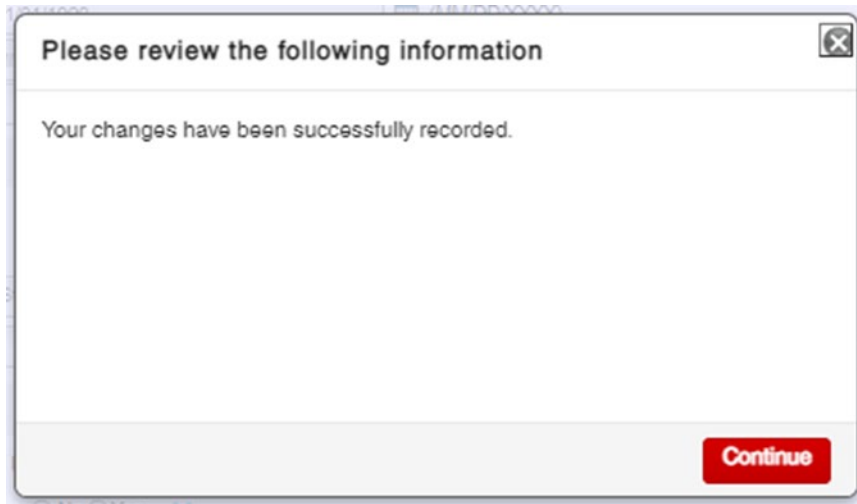 Please review the following information
Your changes have been successfully recorded.
Continue